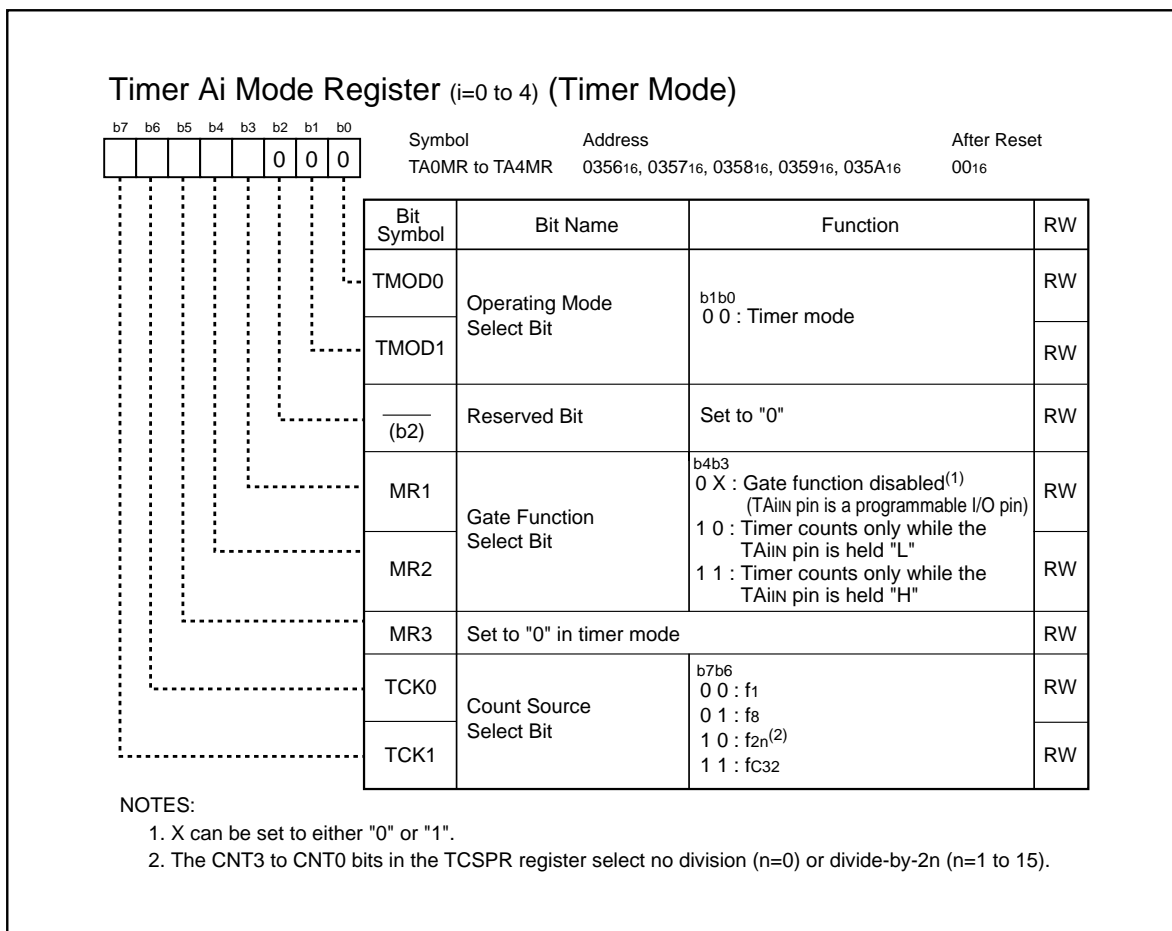 Timer Ai Mode Register (i=0 to 4) (Timer Mode)
b7 b6 b5 b4 b3 b2 b1 b0
0 0 0
Symbol Address After Reset
TA0MR to TA4MR 035616, 035716, 035816, 035916, 035A16 0016
Bit Symbol Bit Name Function RW
TMOD0 RW
Operating Mode
Select Bit
b1b0
0 0 : Timer mode
TMOD1 RW
(b2) Reserved Bit Set to "0" RW
MR1 RW
Gate Function
Select Bit
b4b3
0 X : Gate function disabled(1)
(TAiIN pin is a programmable I/O pin)
1 0 : Timer counts only while the
TAiIN pin is held "L"
1 1 : Timer counts only while the
TAiIN pin is held "H"
MR2 RW
MR3 Set to "0" in timer mode RW
TCK0 RW
Count Source
Select Bit
b7b6
0 0 : f1
0 1 : f8
1 0 : f2n(2)
1 1 : fC32
TCK1 RW
NOTES:
1. X can be set to either "0" or "1".
2. The CNT3 to CNT0 bits in the TCSPR register select no division (n=0) or divide-by-2n (n=1 to 15).